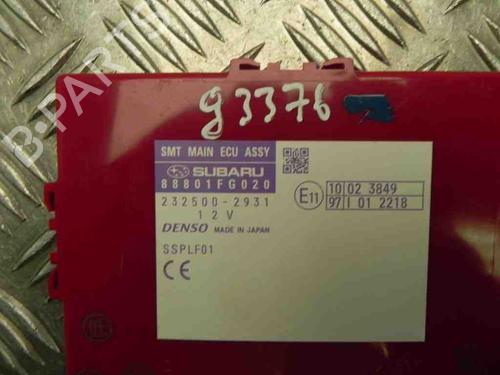 g3376
SMT MAIN ECU ASSY
SUBARU
88801FG020
232500-2931
12V
DENSO MADE IN JAPAN
SSPLF01
CE
E11
10 02 3849
97 I 01 2218
B-PARTS